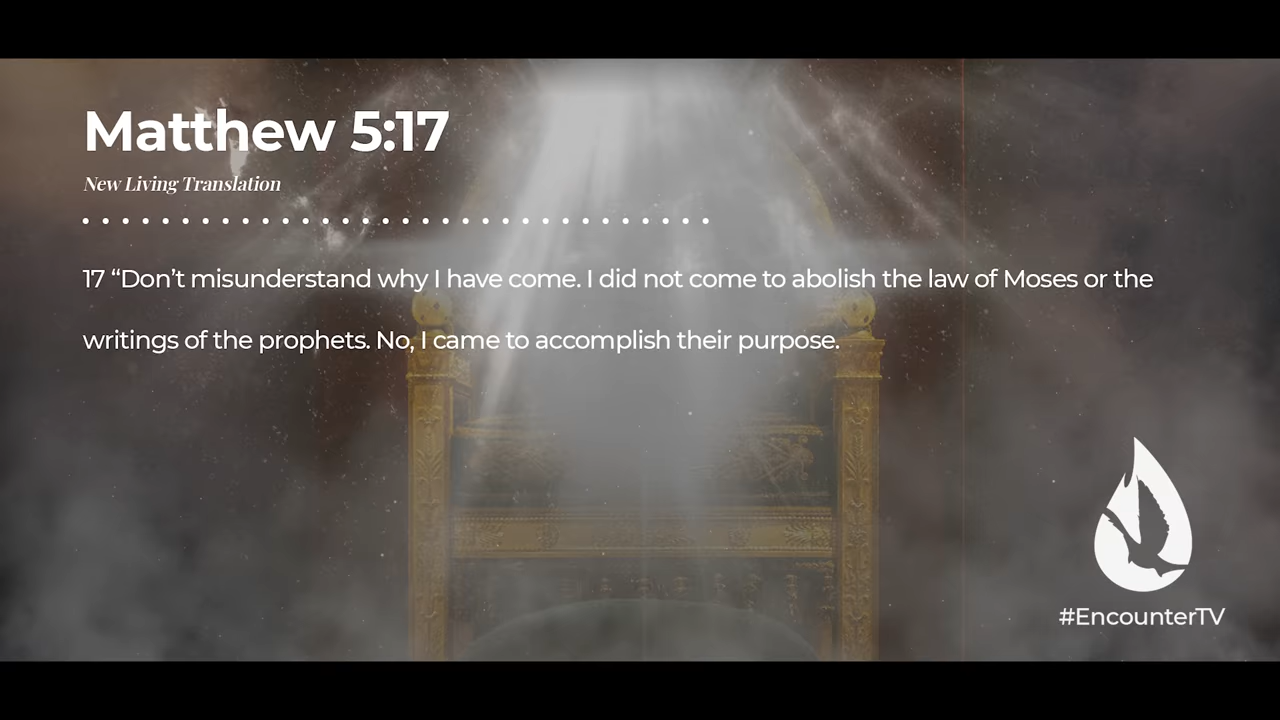 Matthew 5:17
New Living Translation
17 “Don’t misunderstand why I have come. I did not come to abolish the law of Moses or the
writings of the prophets. No, I came to accomplish their purpose.
#EncounterTV